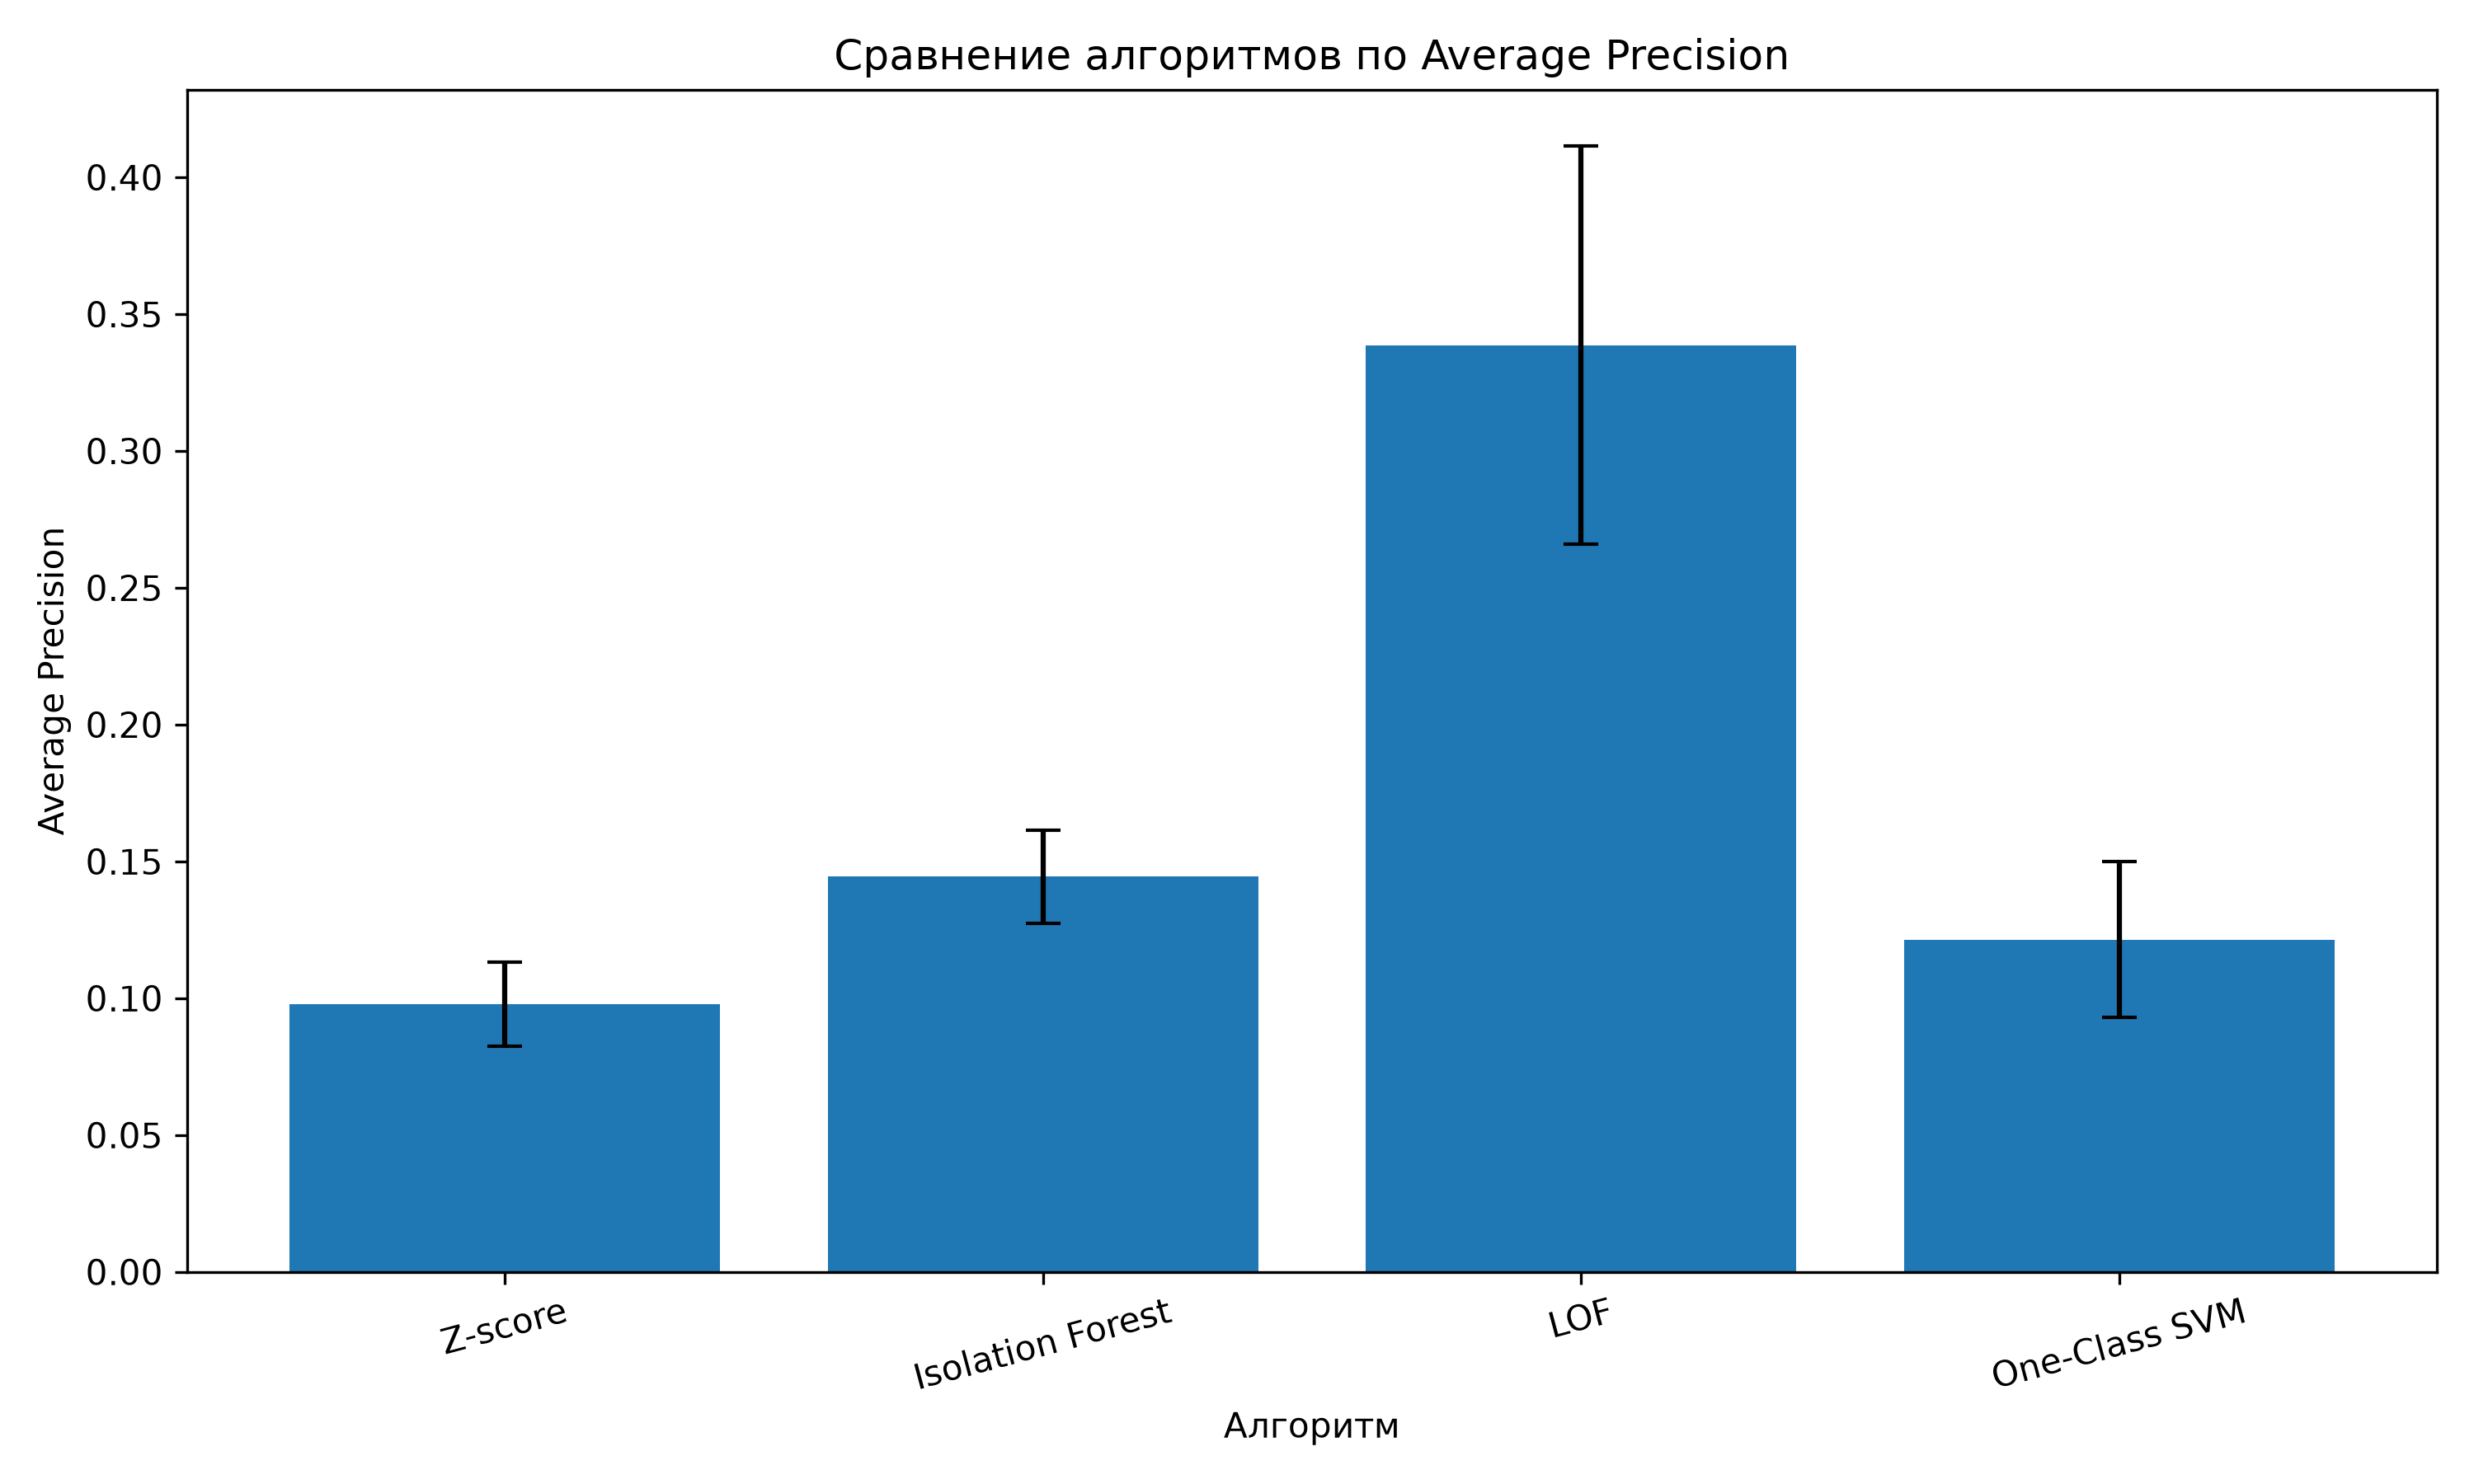 Сравнение алгоритмов по Average Precision
Average Precision
0.40
0.35
0.30
0.25
0.20
0.15
0.10
0.05
0.00
Z-score
Isolation Forest
LOF
One-Class SVM
Алгоритм